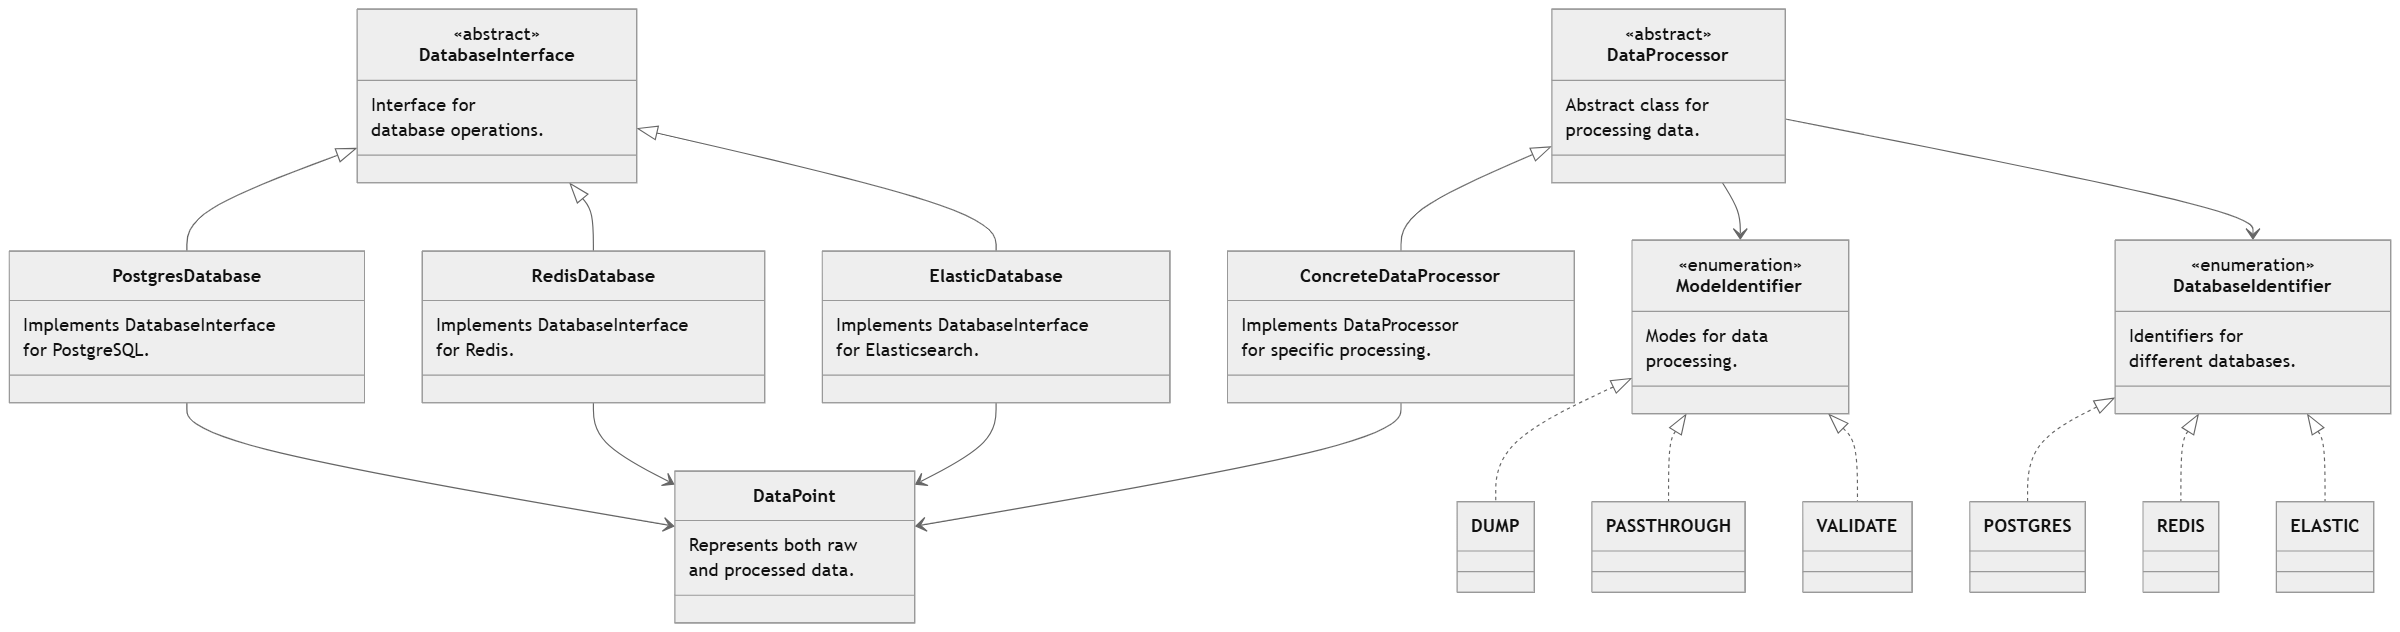 «abstract»
DatabaseInterface
Interface for
database operations.
«abstract»
DataProcessor
Abstract class for
processing data.
PostgresDatabase
Implements DatabaseInterface
for PostgreSQL.
RedisDatabase
Implements DatabaseInterface
for Redis.
ElasticDatabase
Implements DatabaseInterface
for Elasticsearch.
ConcreteDataProcessor
Implements DataProcessor
for specific processing.
«enumeration»
ModeIdentifier
Modes for data
processing.
«enumeration»
DatabaseIdentifier
Identifiers for
different databases.
DataPoint
Represents both raw
and processed data.
DUMP
PASSTHROUGH
VALIDATE
POSTGRES
REDIS
ELASTIC